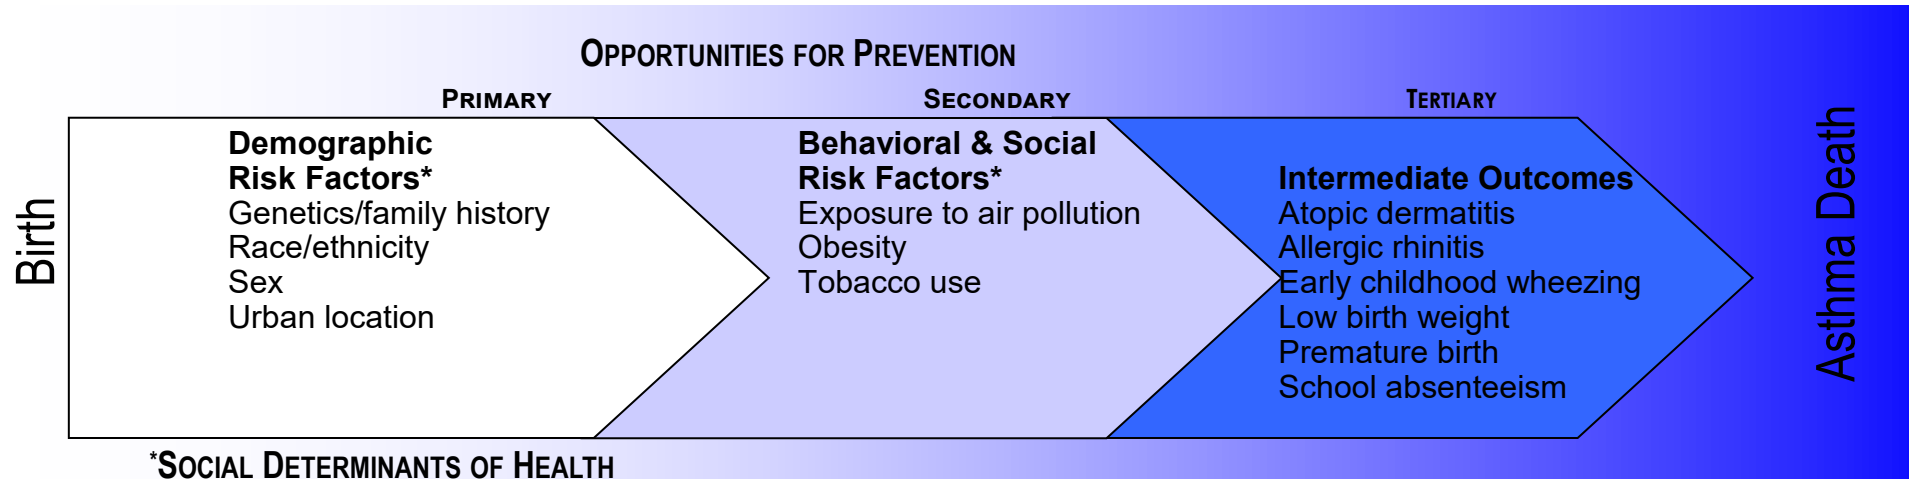 OPPORTUNITIES FOR PREVENTION
PRIMARY
SECONDARY
TERTIARY
Birth
Demographic
Risk Factors*
Genetics/family history
Race/ethnicity
Sex
Urban location
Behavioral & Social
Risk Factors*
Exposure to air pollution
Obesity
Tobacco use
Intermediate Outcomes
Atopic dermatitis
Allergic rhinitis
Early childhood wheezing
Low birth weight
Premature birth
School absenteeism
Asthma Death
*SOCIAL DETERMINANTS OF HEALTH